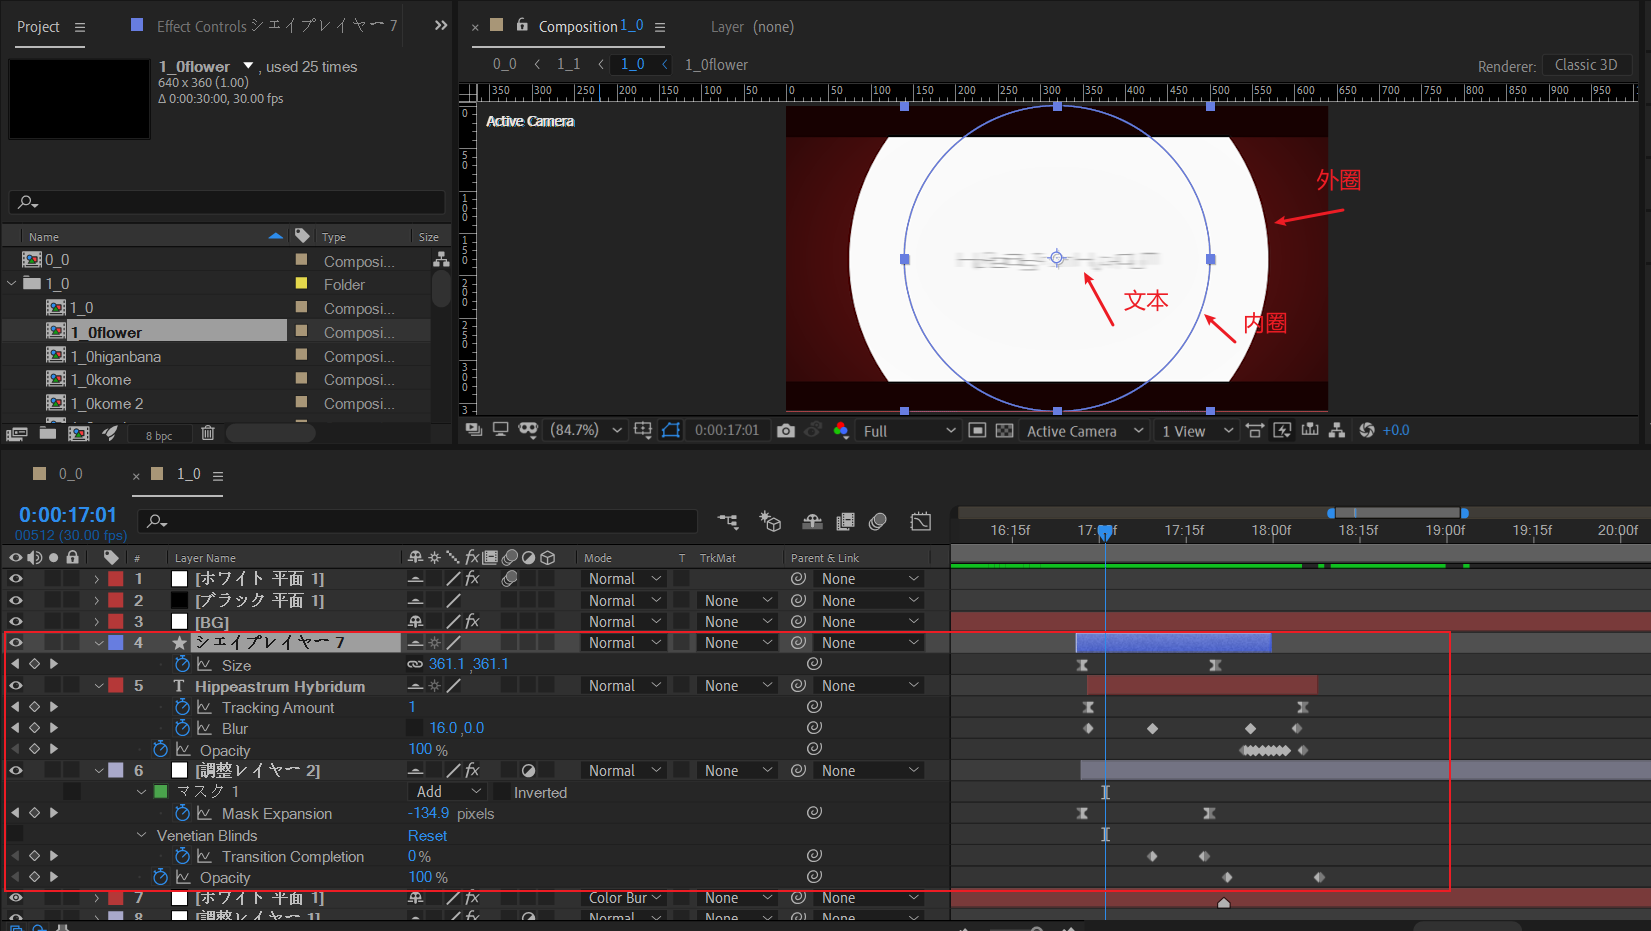 Project
Effect Controls シェイプレイヤー 7
Composition 1_0
Layer (none)
1_0flower , used 25 times
640 x 360 (1.00)
Δ 0:00:30:00, 30.00 fps
0_0 1_1 1_0 1_0flower
Renderer: Classic 3D
350 300 250 200 150 100 50 0 50 100 150 200 250 300 350 400 450 500 550 600 650 700 750 800 850 900 950
0 50 100 150 200 250 300 3
Active Camera
外圈
文本
内圈
Name Type Size
0_0 Composi...
1_0 Folder
1_0 Composi...
1_0flower Composi...
1_0higanbana Composi...
1_0kome Composi...
1_0kome 2 Composi...
8 bpc
(84.7%) 0:00:17:01 Full Active Camera 1 View +0.0
0_0
1_0
0:00:17:01
00512 (30.00 fps)
16:15f 17:00f 17:15f 18:00f 18:15f 19:00f 19:15f 20:00f
# Layer Name Mode T TrkMat Parent & Link
1 [ホワイト 平面 1] Normal None
2 [ブラック 平面 1] Normal None None
3 [BG] Normal None None
4 シェイプレイヤー 7 Normal None None
Size 361.1 ,361.1
5 T Hippeastrum Hybridum Normal None None
Tracking Amount 1
Blur 16.0 ,0.0
Opacity 100 %
6 [調整レイヤー 2] Normal None None
マスク 1 Add Inverted
Mask Expansion -134.9 pixels
Venetian Blinds Reset
Transition Completion 0 %
Opacity 100 %
7 [ホワイト 平面 1] Color Bur None None
8 [調整レイヤー 1] Normal None None